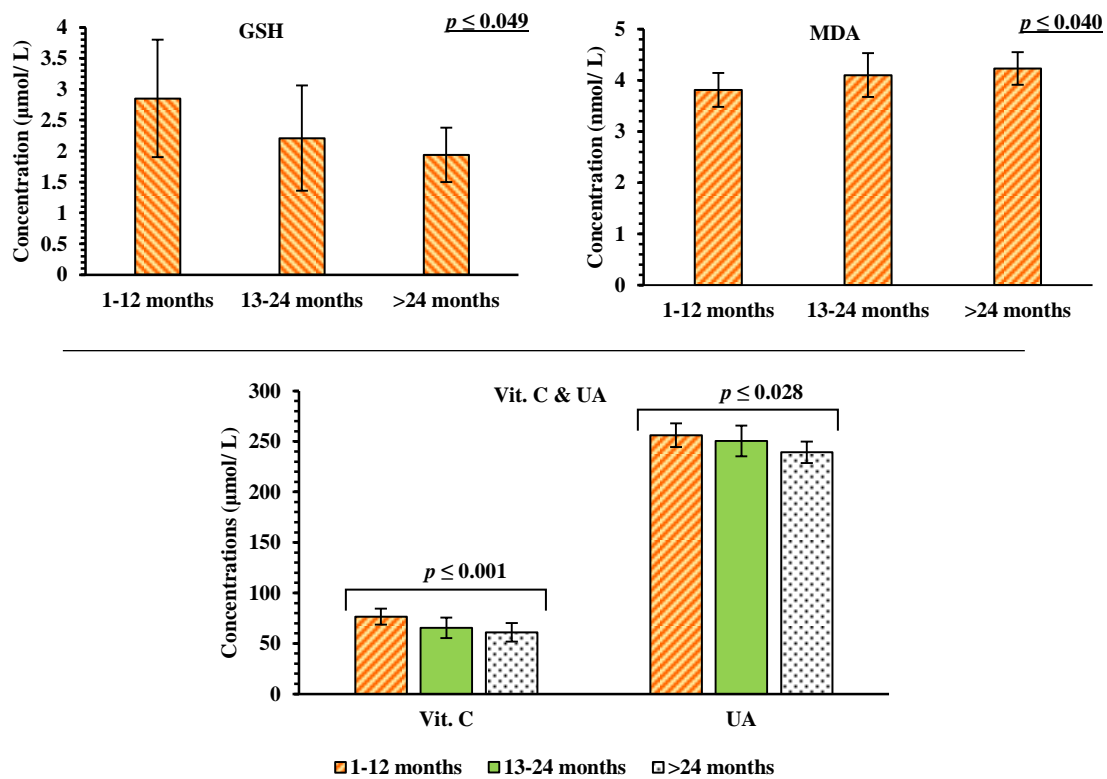 GSH
p ≤ 0.049
Concentration (µmol/ L)
4
3.5
3
2.5
2
1.5
1
0.5
0
1-12 months 13-24 months >24 months
MDA
p ≤ 0.040
Concentration (nmol/ L)
5
4
3
2
1
0
1-12 months 13-24 months >24 months
Vit. C & UA
Concentrations (µmol/ L)
300
250
200
150
100
50
0
p ≤ 0.001
p ≤ 0.028
Vit. C UA
1-12 months 13-24 months >24 months